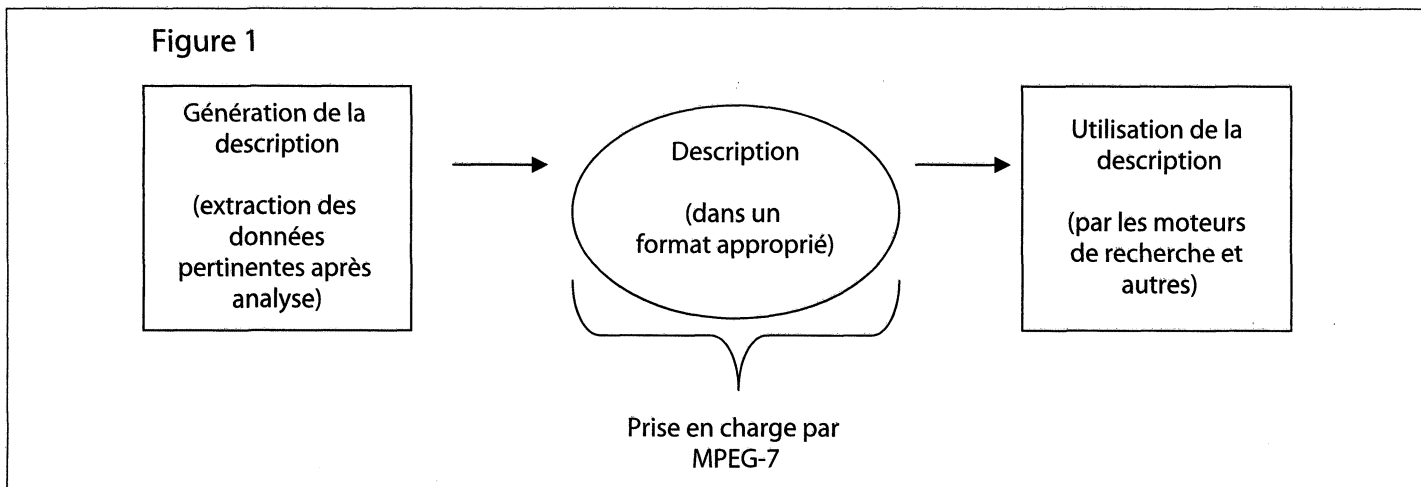 Figure 1
Génération de la
description
(extraction des
données
pertinentes après
analyse)
Description
(dans un
format approprié)
Utilisation de la
description
(par les moteurs
de recherche et
autres)
Prise en charge par
MPEG-7